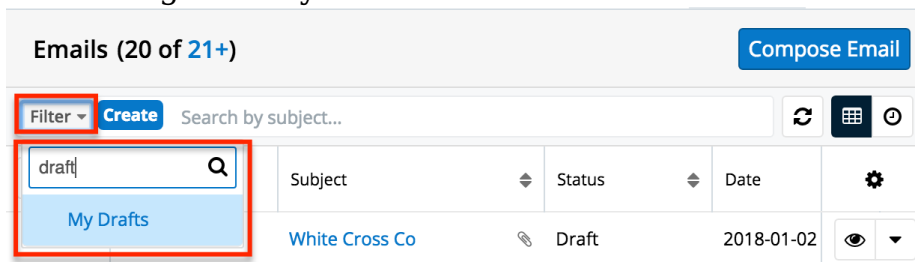 Emails (20 of 21+)
Compose Email
Filter Create Search by subject...
draft
Subject Status Date
My Drafts
White Cross Co Draft 2018-01-02